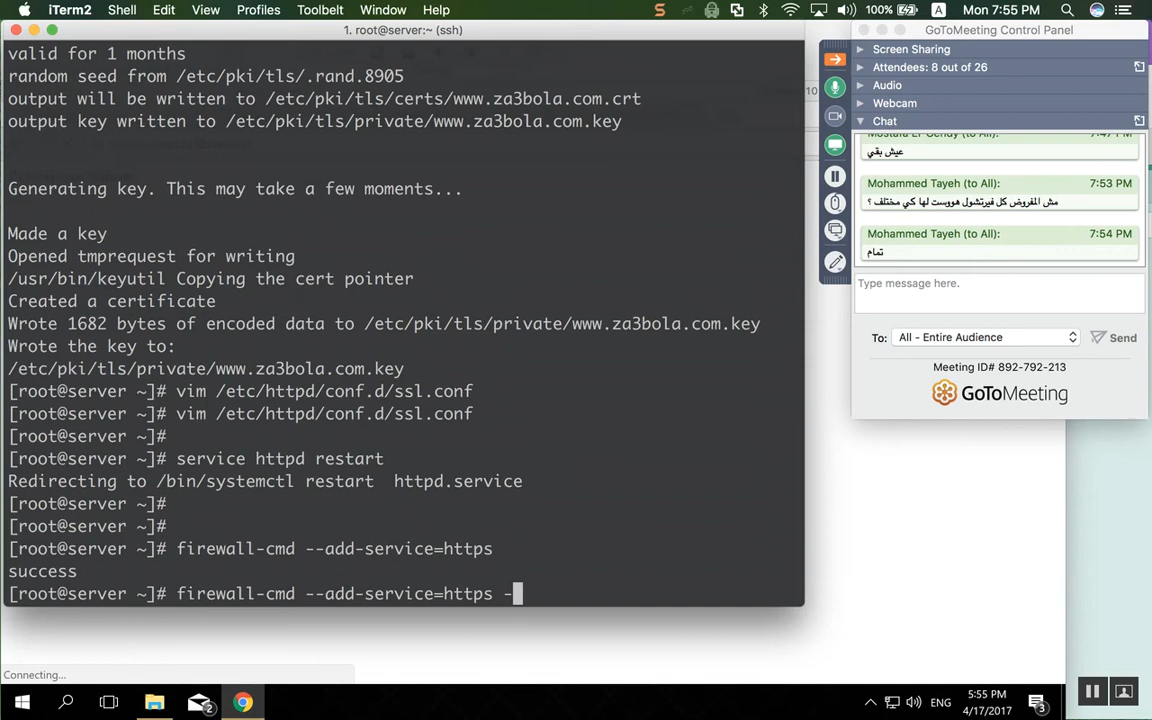 iTerm2 Shell Edit View Profiles Toolbelt Window Help
100% A Mon 7:55 PM
1. root@server:~ (ssh)
valid for 1 months
random seed from /etc/pki/tls/.rand.8905
output will be written to /etc/pki/tls/certs/www.za3bola.com.crt
output key written to /etc/pki/tls/private/www.za3bola.com.key
Generating key. This may take a few moments...
Made a key
Opened tmprequest for writing
/usr/bin/keyutil Copying the cert pointer
Created a certificate
Wrote 1682 bytes of encoded data to /etc/pki/tls/private/www.za3bola.com.key
Wrote the key to:
/etc/pki/tls/private/www.za3bola.com.key
[root@server ~]# vim /etc/httpd/conf.d/ssl.conf
[root@server ~]# vim /etc/httpd/conf.d/ssl.conf
[root@server ~]#
[root@server ~]# service httpd restart
Redirecting to /bin/systemctl restart  httpd.service
[root@server ~]#
[root@server ~]#
[root@server ~]# firewall-cmd --add-service=https
success
[root@server ~]# firewall-cmd --add-service=https -
GoToMeeting Control Panel
Screen Sharing
Attendees: 8 out of 26
Audio
Webcam
Chat
(to All): 7:47 PM
عيش بقي
Mohammed Tayeh (to All): 7:53 PM
مش المفروض كل فيرتشول هووست لها كي مختلف ؟
Mohammed Tayeh (to All): 7:54 PM
تمام
Type message here.
To: All - Entire Audience Send
Meeting ID# 892-792-213
GoToMeeting
10
Connecting...
2
ENG
5:55 PM
4/17/2017
3